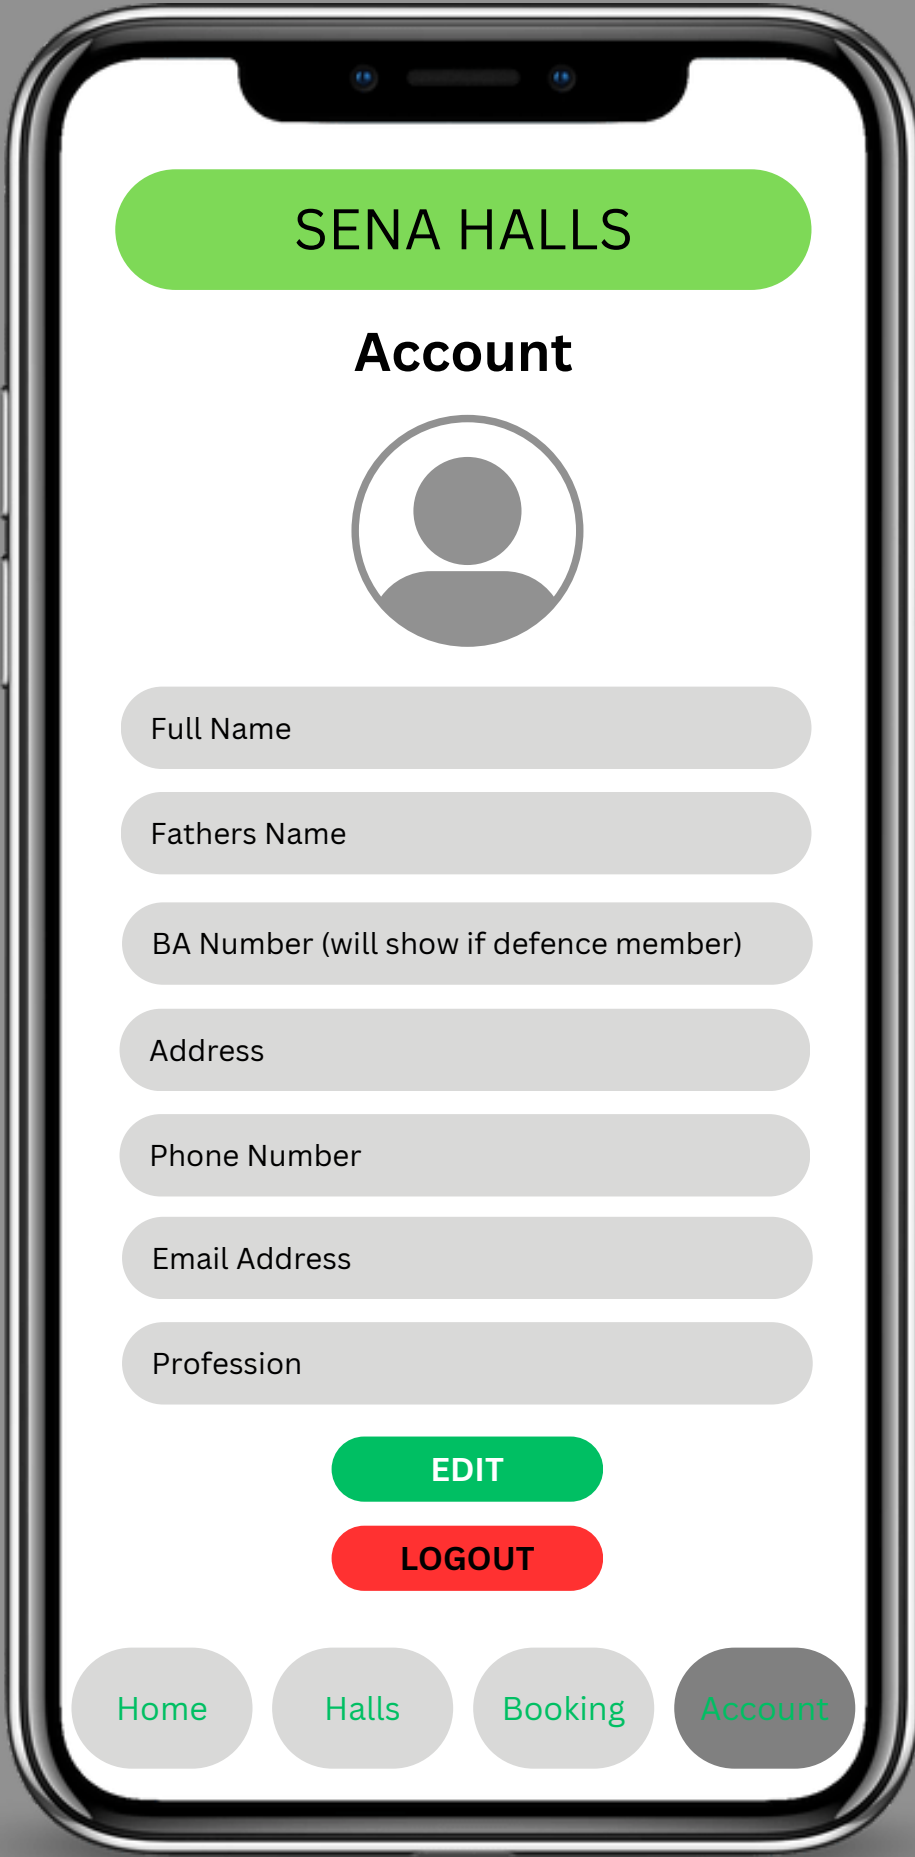 SENA HALLS
Account
Full Name
Fathers Name
BA Number (will show if defence member)
Address
Phone Number
Email Address
Profession
EDIT
LOGOUT
Home
Halls
Booking
Account